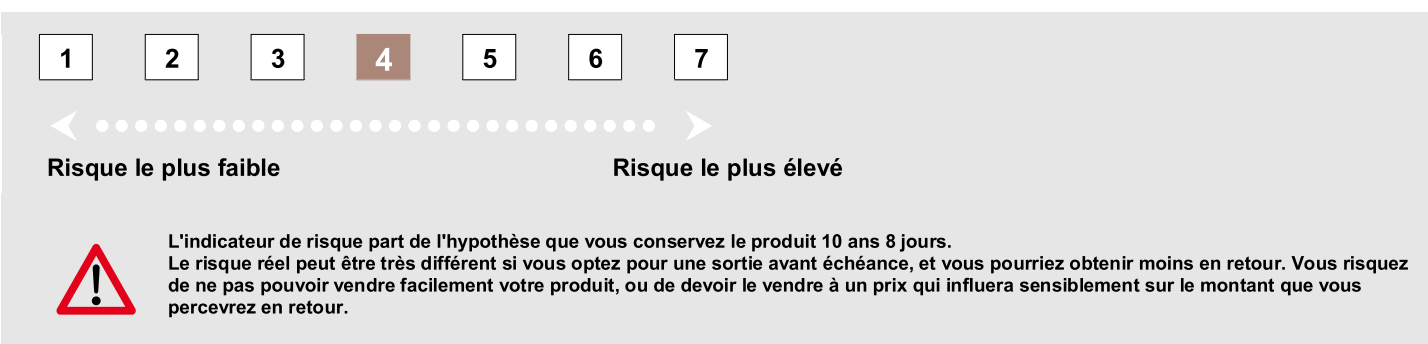 1 2 3 4 5 6 7
Risque le plus faible Risque le plus élevé
L'indicateur de risque part de l'hypothèse que vous conservez le produit 10 ans 8 jours.
Le risque réel peut être très différent si vous optez pour une sortie avant échéance, et vous pourriez obtenir moins en retour. Vous risquez
de ne pas pouvoir vendre facilement votre produit, ou de devoir le vendre à un prix qui influera sensiblement sur le montant que vous
percevrez en retour.